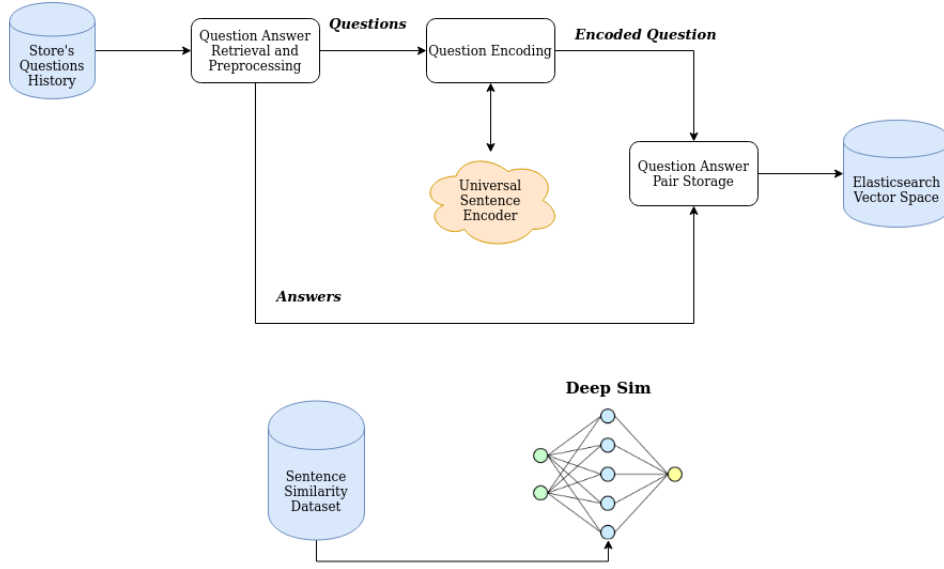 Store's
Questions
History
Question Answer
Retrieval and
Preprocessing
Questions
Question Encoding
Encoded Question
Universal
Sentence
Encoder
Question Answer
Pair Storage
Elasticsearch
Vector Space
Answers
Deep Sim
Sentence
Similarity
Dataset